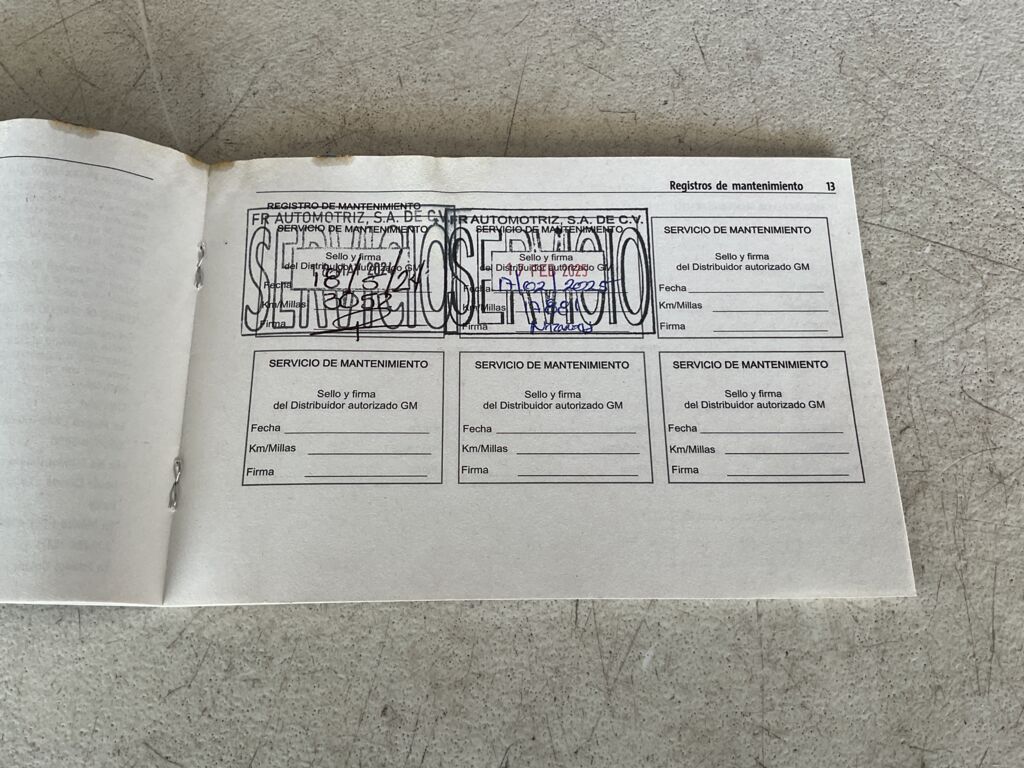 Registros de mantenimiento 13
REGISTRO DE MANTENIMIENTO
FR AUTOMOTRIZ, S.A. DE C.V.
SERVICIO DE MANTENIMIENTO
SERVICIO
Sello y firma
del Distribuidor autorizado GM
Fecha 18/5/24
Km/Millas
Firma
FR AUTOMOTRIZ, S.A. DE C.V.
SERVICIO DE MANTENIMIENTO
SERVICIO
Sello y firma
del Distribuidor autorizado GM
FEB 2025
Fecha 17/02/2025
Km/Millas
Firma
SERVICIO DE MANTENIMIENTO
Sello y firma
del Distribuidor autorizado GM
Fecha
Km/Millas
Firma
SERVICIO DE MANTENIMIENTO
Sello y firma
del Distribuidor autorizado GM
Fecha
Km/Millas
Firma
SERVICIO DE MANTENIMIENTO
Sello y firma
del Distribuidor autorizado GM
Fecha
Km/Millas
Firma
SERVICIO DE MANTENIMIENTO
Sello y firma
del Distribuidor autorizado GM
Fecha
Km/Millas
Firma